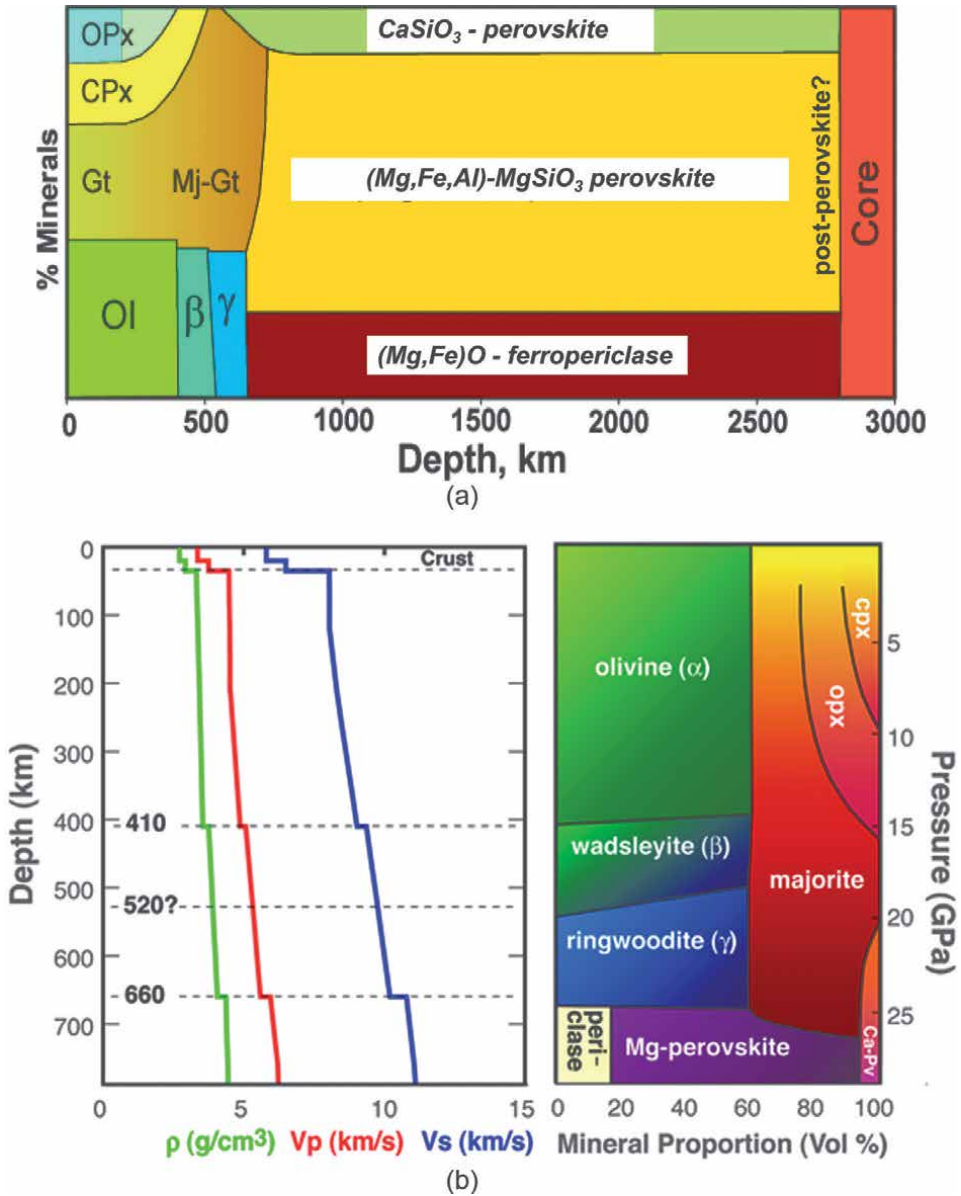 OPx
CaSiO3 - perovskite
CPx
Gt
Mj-Gt
(Mg,Fe,Al)-MgSiO3 perovskite
post-perovskite?
Core
% Minerals
Ol
β
γ
(Mg,Fe)O - ferropericlase
0
500
1000
1500
2000
2500
3000
Depth, km
(a)
0
100
200
300
400
500
600
700
Depth (km)
Crust
410
520?
660
0
5
10
15
ρ (g/cm3)
Vp (km/s)
Vs (km/s)
olivine (α)
wadsleyite (β)
ringwoodite (γ)
peri-
clase
Mg-perovskite
majorite
opx
cpx
Ca-Pv
5
10
15
20
25
Pressure (GPa)
0
20
40
60
80
100
Mineral Proportion (Vol %)
(b)